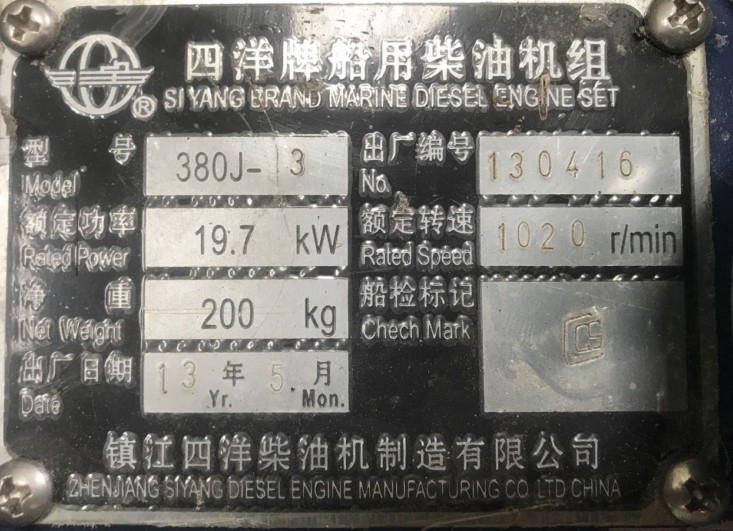 四洋牌船用柴油机组
®
SIYANG BRAND MARINE DIESEL ENGINE SET
型号 380J-3 出厂编号 130416
Model No.
额定功率 19.7 kW 额定转速 1020 r/min
Rated Power Rated Speed
净重 200 kg 船检标记
Net Weight Chech Mark
CCS
出厂日期 13 年 5 月
Date Yr. Mon.
镇江四洋柴油机制造有限公司
ZHENJIANG SIYANG DIESEL ENGINE MANUFACTURING CO LTD CHINA